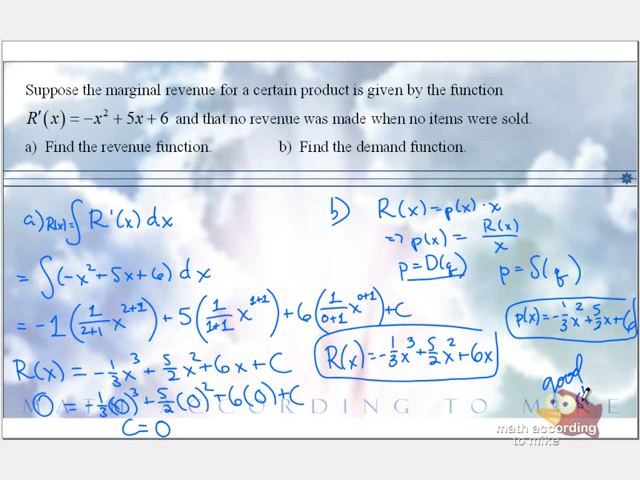 Suppose the marginal revenue for a certain product is given by the function
R′(x) = −x² + 5x + 6 and that no revenue was made when no items were sold.
a) Find the revenue function. b) Find the demand function.
a) R(x) = ∫ R'(x) dx
= ∫ (−x² + 5x + 6) dx
= −1 (1/(2+1) x^(2+1)) + 5 (1/(1+1) x^(1+1)) + 6 (1/(0+1) x^(0+1)) + C
R(x) = −1/3 x³ + 5/2 x² + 6x + C
0 = −1/3 (0)³ + 5/2 (0)² + 6(0) + C
C = 0
R(x) = −1/3 x³ + 5/2 x² + 6x
b) R(x) = p(x) · x
=> p(x) = R(x)/x
p = D(q) p = S(q)
p(x) = −1/3 x² + 5/2 x + 6
good
MATH ACCORDING TO MIKE
math according
to mike